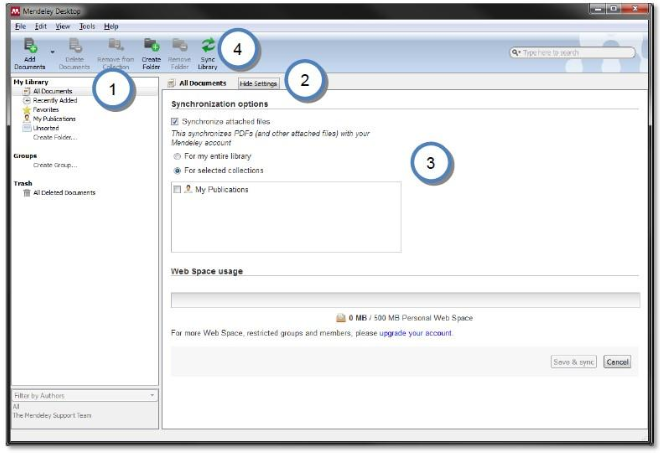 Mendeley Desktop
File Edit View Tools Help
4
Add Documents
Delete Documents
Remove from Collection
Create Folder
Remove Folder
Sync Library
Type here to search
My Library
All Documents
Recently Added
Favorites
My Publications
Unsorted
Create Folder...
Groups
Create Group...
Trash
All Deleted Documents
1
All Documents
Hide Settings
2
Synchronization options
Synchronize attached files
This synchronizes PDFs (and other attached files) with your
Mendeley account
For my entire library
For selected collections
3
My Publications
Web Space usage
0 MB / 500 MB Personal Web Space
For more Web Space, restricted groups and members, please upgrade your account.
Save & sync
Cancel
Filter by Authors
All
The Mendeley Support Team